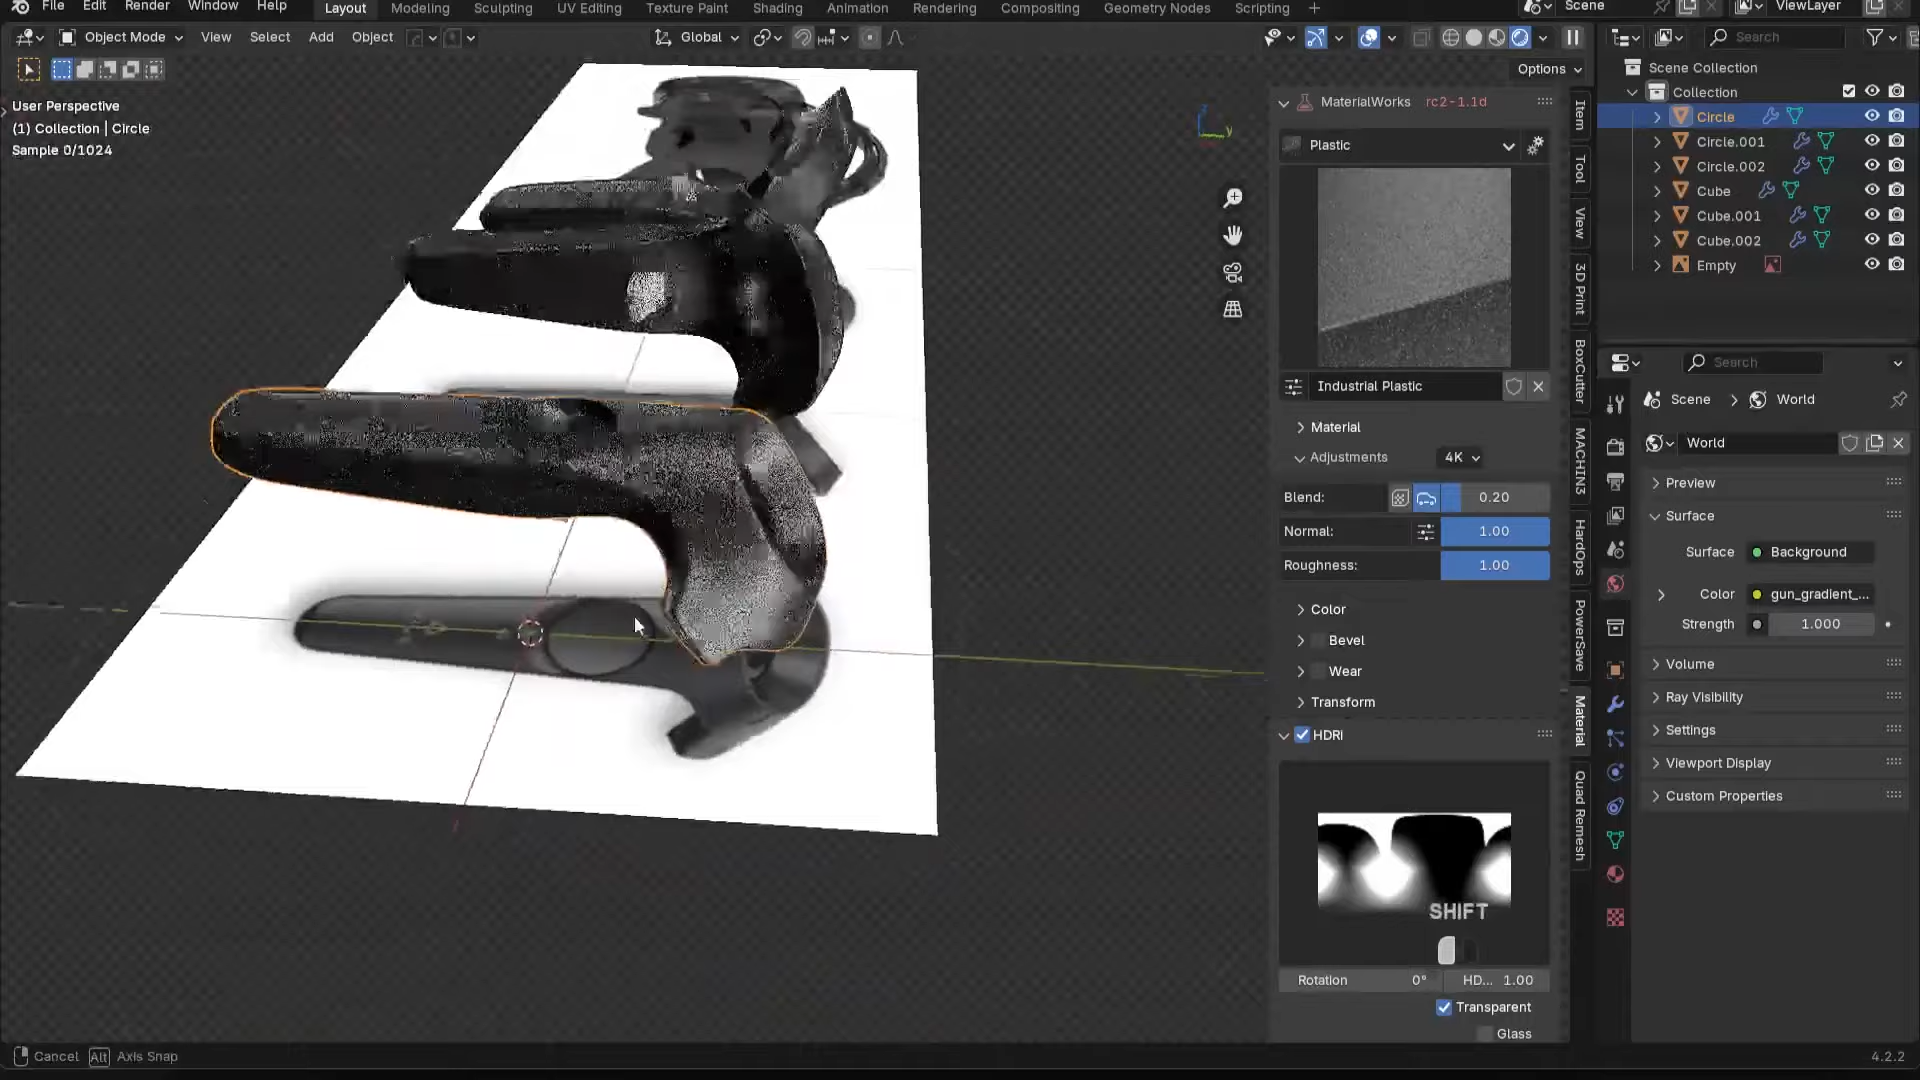 File Edit Render Window Help Layout Modeling Sculpting UV Editing Texture Paint Shading Animation Rendering Compositing Geometry Nodes Scripting + Scene ViewLayer
Object Mode View Select Add Object Global Search
Options
User Perspective
(1) Collection | Circle
Sample 0/1024
Z
Y
MaterialWorks rc2-1.1d
Plastic
Industrial Plastic
Material
Adjustments 4K
Blend: 0.20
Normal: 1.00
Roughness: 1.00
Color
Bevel
Wear
Transform
HDRI
SHIFT
Rotation 0° HD... 1.00
Transparent
Glass
Item
Tool
View
3D Print
BoxCutter
MACHIN3
HardOps
PowerSave
Material
Quad Remesh
Scene Collection
Collection
Circle
Circle.001
Circle.002
Cube
Cube.001
Cube.002
Empty
Search
Scene World
World
Preview
Surface
Surface Background
Color gun_gradient_...
Strength 1.000
Volume
Ray Visibility
Settings
Viewport Display
Custom Properties
Cancel Alt Axis Snap 4.2.2